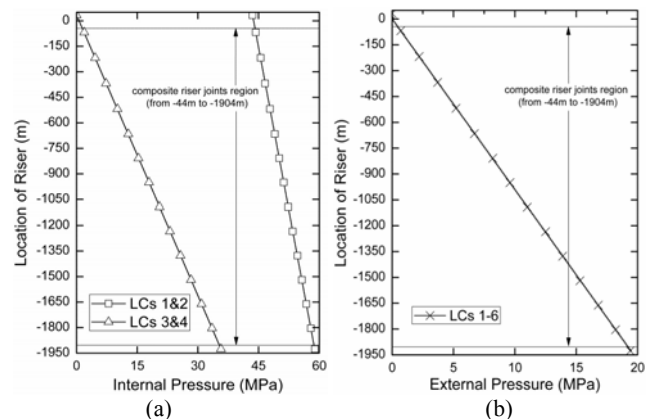 Location of Riser (m)
0
-150
-300
-450
-600
-750
-900
-1050
-1200
-1350
-1500
-1650
-1800
-1950
composite riser joints region
(from -44m to -1904m)
LCs 1&2
LCs 3&4
0 15 30 45 60
Internal Pressure (MPa)
(a)
Location of Riser (m)
0
-150
-300
-450
-600
-750
-900
-1050
-1200
-1350
-1500
-1650
-1800
-1950
composite riser joints region
(from -44m to -1904m)
LCs 1-6
0 5 10 15 20
External Pressure (MPa)
(b)